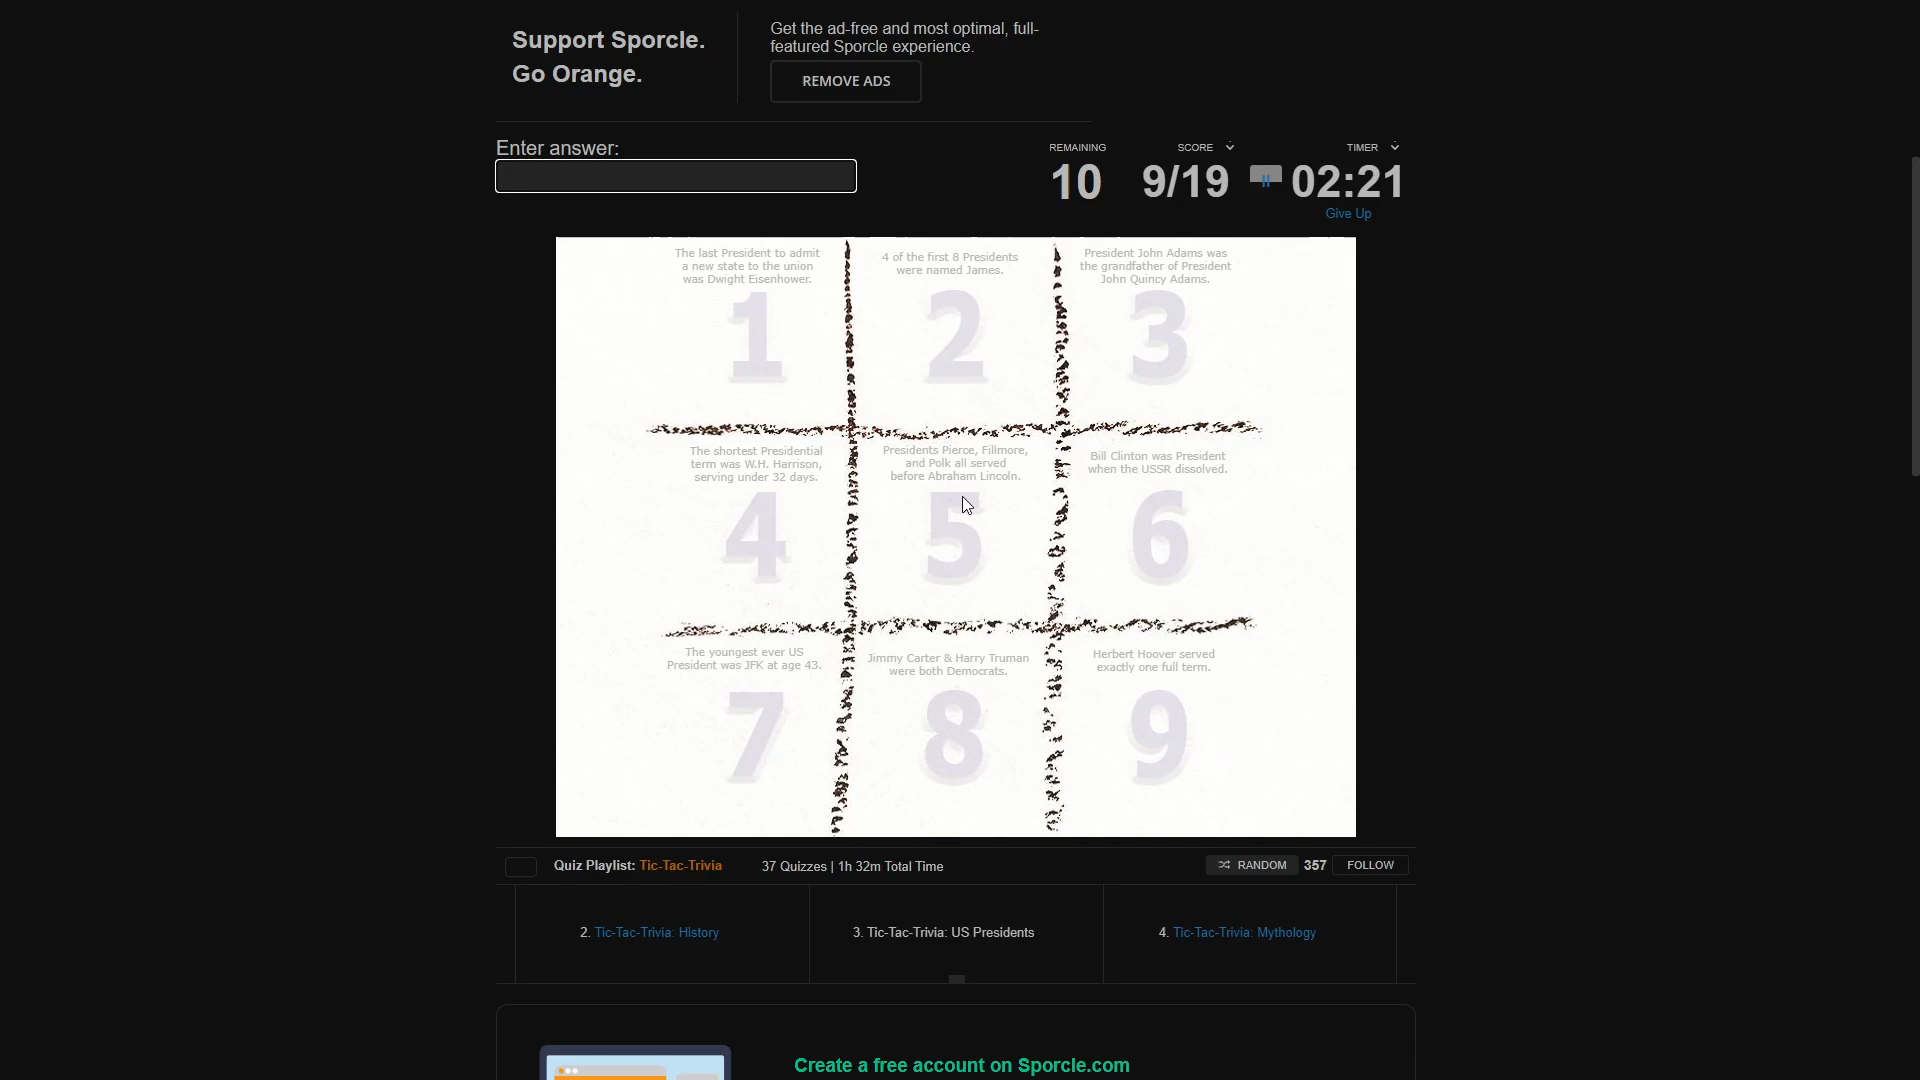 Support Sporcle.
Go Orange.
Get the ad-free and most optimal, full-
featured Sporcle experience.
REMOVE ADS
Enter answer:
REMAINING
10
SCORE
9/19
TIMER
02:21
Give Up
The last President to admit
a new state to the union
was Dwight Eisenhower.
1
4 of the first 8 Presidents
were named James.
2
President John Adams was
the grandfather of President
John Quincy Adams.
3
The shortest Presidential
term was W.H. Harrison,
serving under 32 days.
4
Presidents Pierce, Fillmore,
and Polk all served
before Abraham Lincoln.
5
Bill Clinton was President
when the USSR dissolved.
6
The youngest ever US
President was JFK at age 43.
7
Jimmy Carter & Harry Truman
were both Democrats.
8
Herbert Hoover served
exactly one full term.
9
Quiz Playlist: Tic-Tac-Trivia
37 Quizzes | 1h 32m Total Time
RANDOM
357
FOLLOW
2. Tic-Tac-Trivia: History
3. Tic-Tac-Trivia: US Presidents
4. Tic-Tac-Trivia: Mythology
Create a free account on Sporcle.com